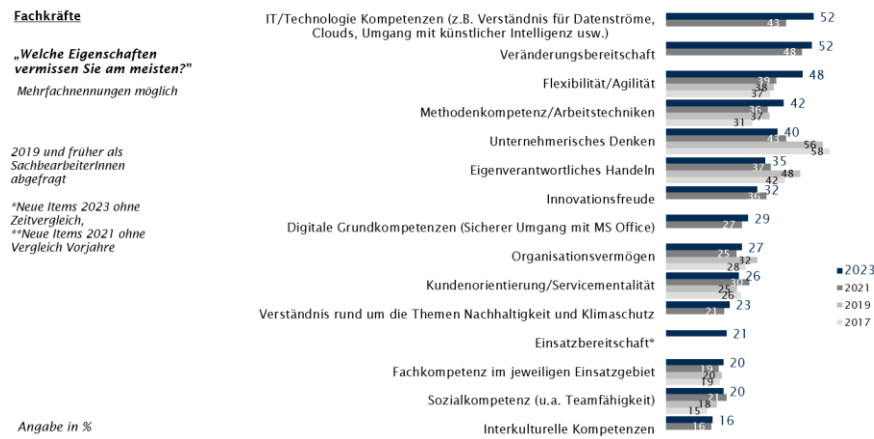 Fachkräfte
„Welche Eigenschaften
vermissen Sie am meisten?"
Mehrfachnennungen möglich
2019 und früher als
SachbearbeiterInnen
abgefragt
*Neue Items 2023 ohne
Zeitvergleich,
**Neue Items 2021 ohne
Vergleich Vorjahre
Angabe in %
IT/Technologie Kompetenzen (z.B. Verständnis für Datenströme,
Clouds, Umgang mit künstlicher Intelligenz usw.)
52
43
Veränderungsbereitschaft
52
48
Flexibilität/Agilität
48
39
38
37
Methodenkompetenz/Arbeitstechniken
42
36
37
31
Unternehmerisches Denken
40
43
56
58
Eigenverantwortliches Handeln
35
37
48
42
Innovationsfreude
32
36
Digitale Grundkompetenzen (Sicherer Umgang mit MS Office)
29
27
Organisationsvermögen
27
25
32
28
Kundenorientierung/Servicementalität
26
30
25
26
Verständnis rund um die Themen Nachhaltigkeit und Klimaschutz
23
21
Einsatzbereitschaft*
21
Fachkompetenz im jeweiligen Einsatzgebiet
20
19
20
19
Sozialkompetenz (u.a. Teamfähigkeit)
20
21
18
15
Interkulturelle Kompetenzen
16
16
2023
2021
2019
2017